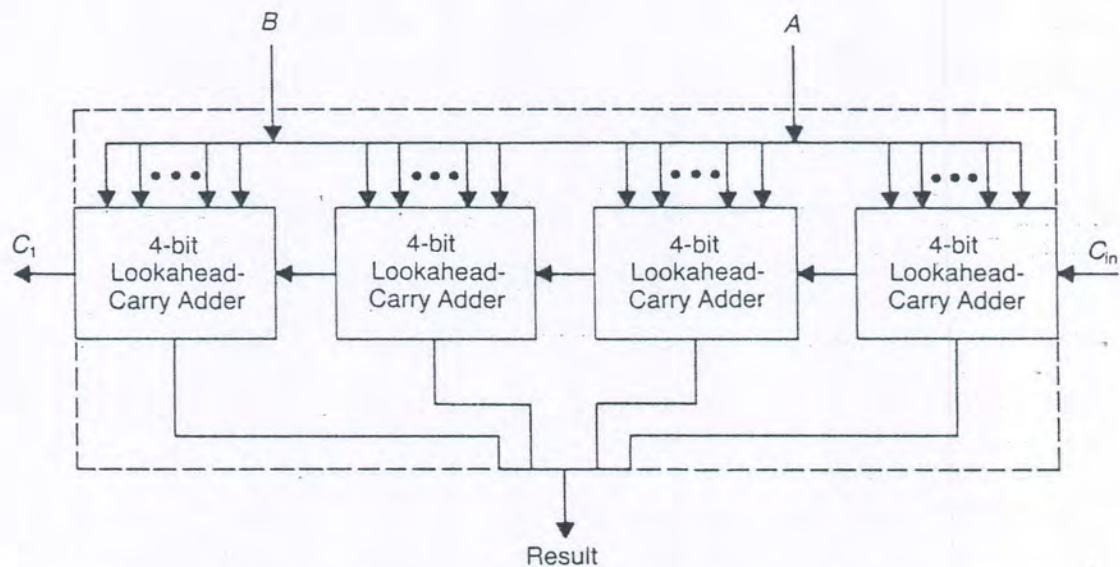 B
A
4-bit
Lookahead-
Carry Adder
4-bit
Lookahead-
Carry Adder
4-bit
Lookahead-
Carry Adder
4-bit
Lookahead-
Carry Adder
C₁
Cᵢₙ
Result